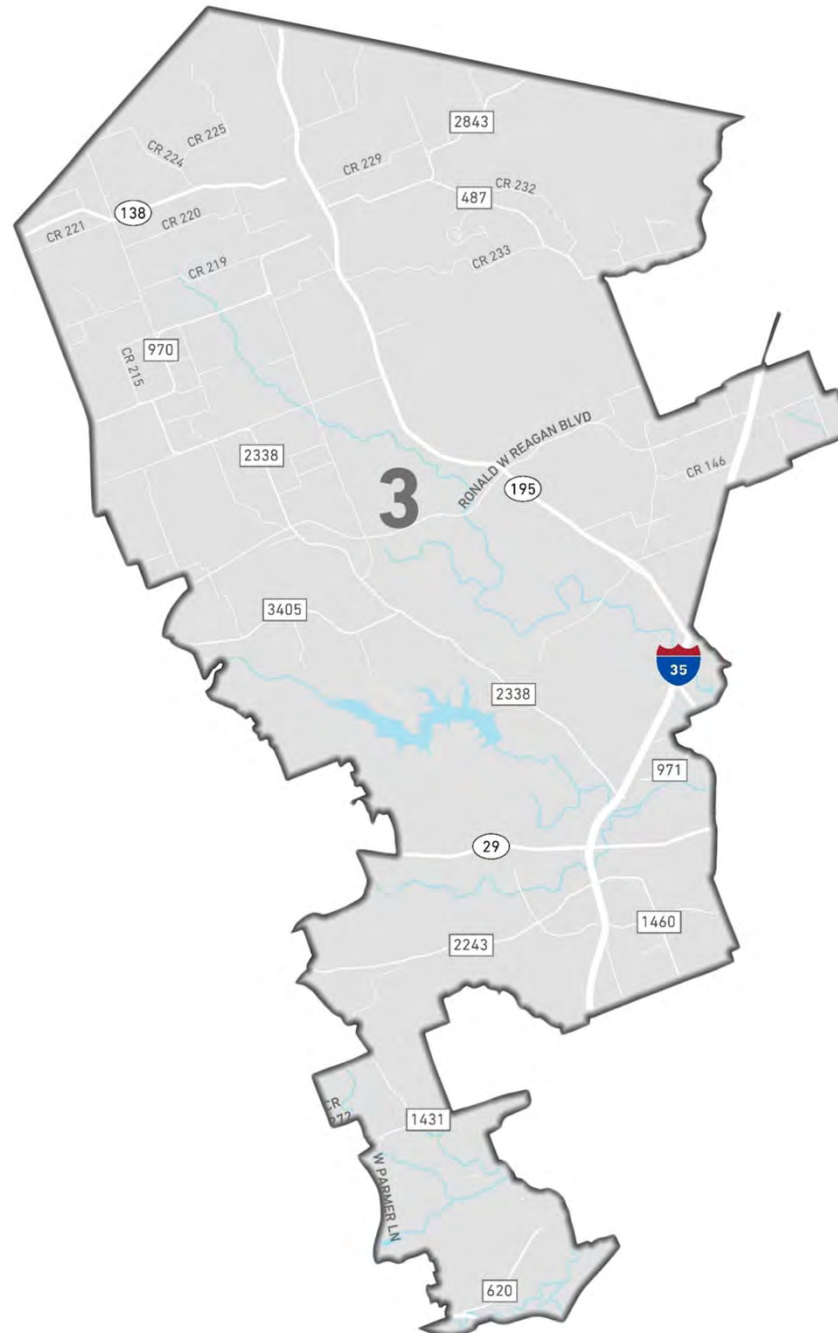 2843
CR 225
CR 224
CR 229
CR 232
487
138
CR 220
CR 221
CR 233
CR 219
970
CR 215
RONALD W REAGAN BLVD
2338
CR 146
195
3
3405
35
2338
971
29
1460
2243
CR
272
1431
W PARMER LN
620